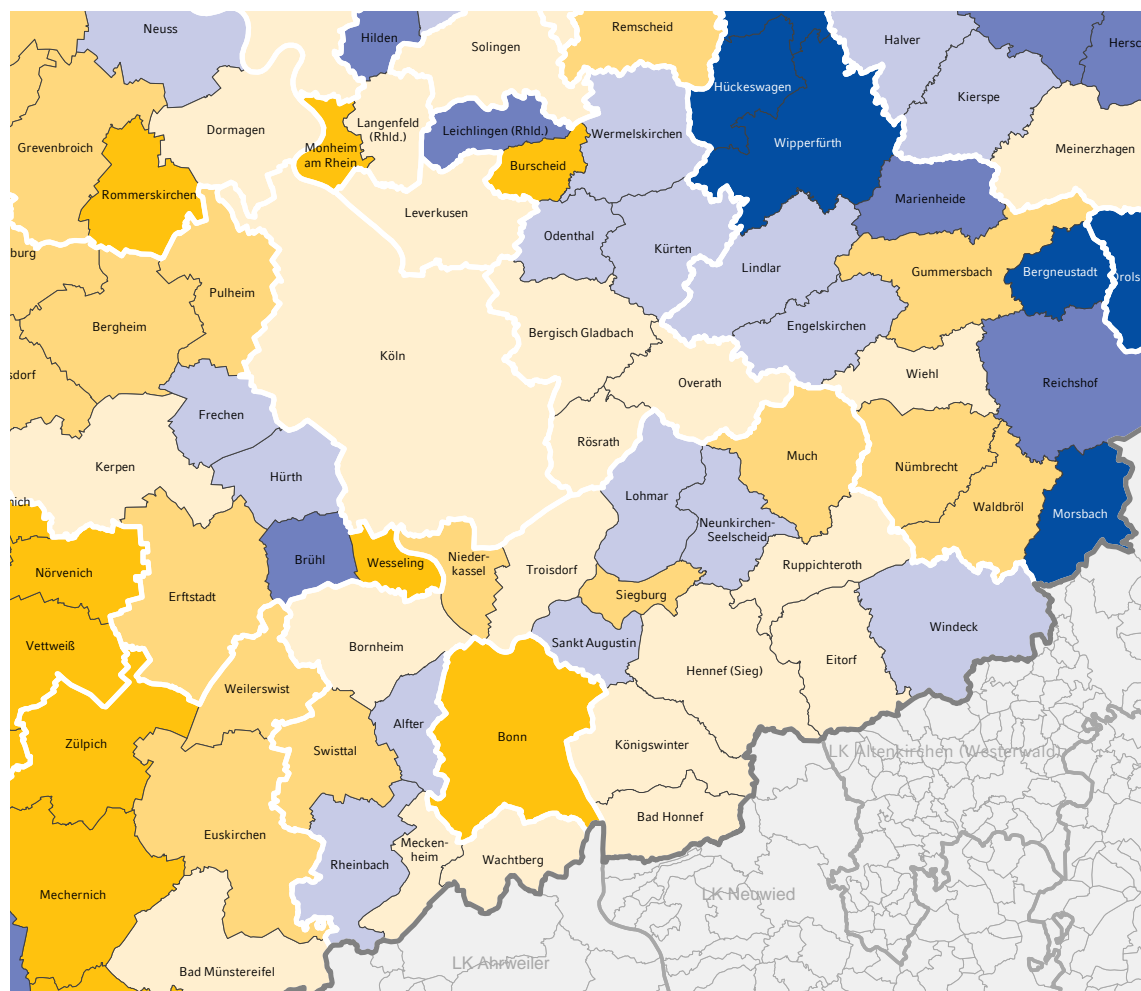 Neuss
Hilden
Solingen
Remscheid
Halver
Hersc
Hückeswagen
Kierspe
Dormagen
Langenfeld
(Rhld.)
Leichlingen (Rhld.)
Wermelskirchen
Wipperfürth
Grevenbroich
Monheim
am Rhein
Burscheid
Meinerzhagen
Rommerskirchen
Marienheide
Leverkusen
Odenthal
Kürten
burg
Lindlar
Gummersbach
Bergneustadt
Drols
Pulheim
Bergheim
Bergisch Gladbach
Engelskirchen
Köln
Wiehl
sdorf
Overath
Reichshof
Frechen
Rösrath
Much
Kerpen
Hürth
Nümbrecht
Lohmar
nich
Waldbröl
Morsbach
Neunkirchen-
Seelscheid
Brühl
Wesseling
Nieder-
kassel
Troisdorf
Ruppichteroth
Nörvenich
Erftstadt
Siegburg
Windeck
Vettweiß
Bornheim
Sankt Augustin
Hennef (Sieg)
Eitorf
Weilerswist
Alfter
Bonn
Königswinter
Zülpich
Swisttal
LK Altenkirchen (Westerwald)
Bad Honnef
Euskirchen
Mecken-
heim
Rheinbach
Wachtberg
Mechernich
LK Neuwied
LK Ahrweiler
Bad Münstereifel